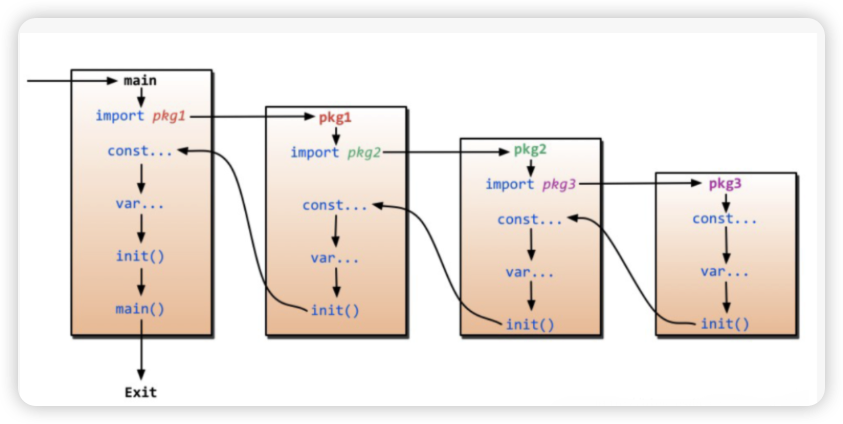 main
import pkg1
const...
var...
init()
main()
Exit
pkg1
import pkg2
const...
var...
init()
pkg2
import pkg3
const...
var...
init()
pkg3
const...
var...
init()